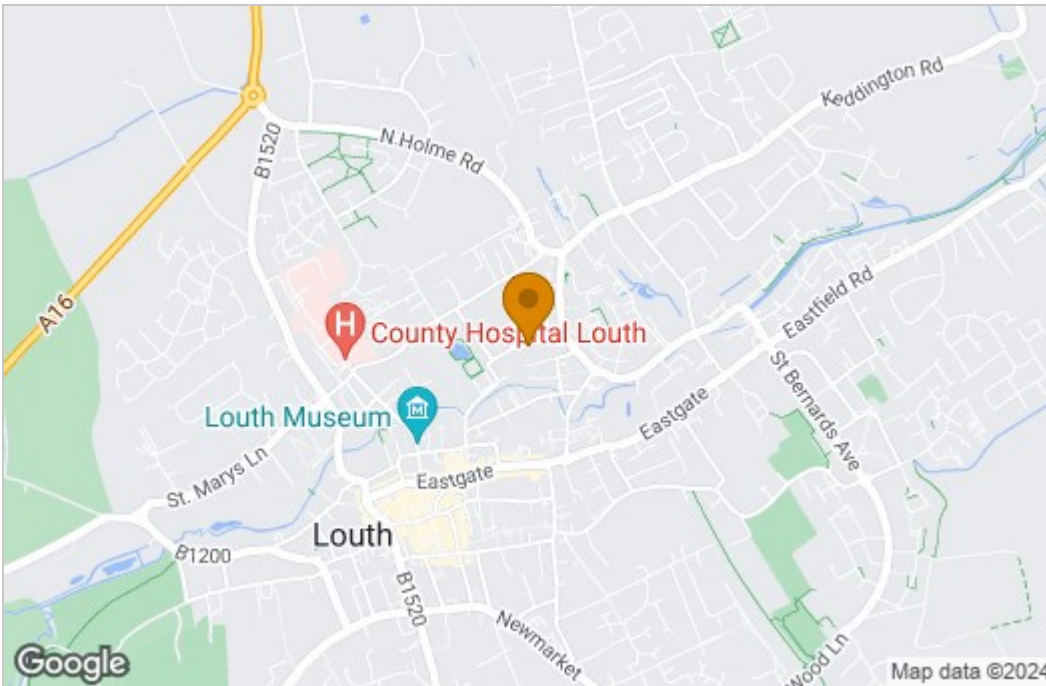 Keddington Rd
N Holme Rd
B1520
A16
Eastfield Rd
H
County Hospital Louth
St Bernards Ave
Louth Museum
M
Eastgate
Eastgate
St. Marys Ln
Louth
B1200
B1520
Newmarket
Wood Ln
Google
Map data ©2024